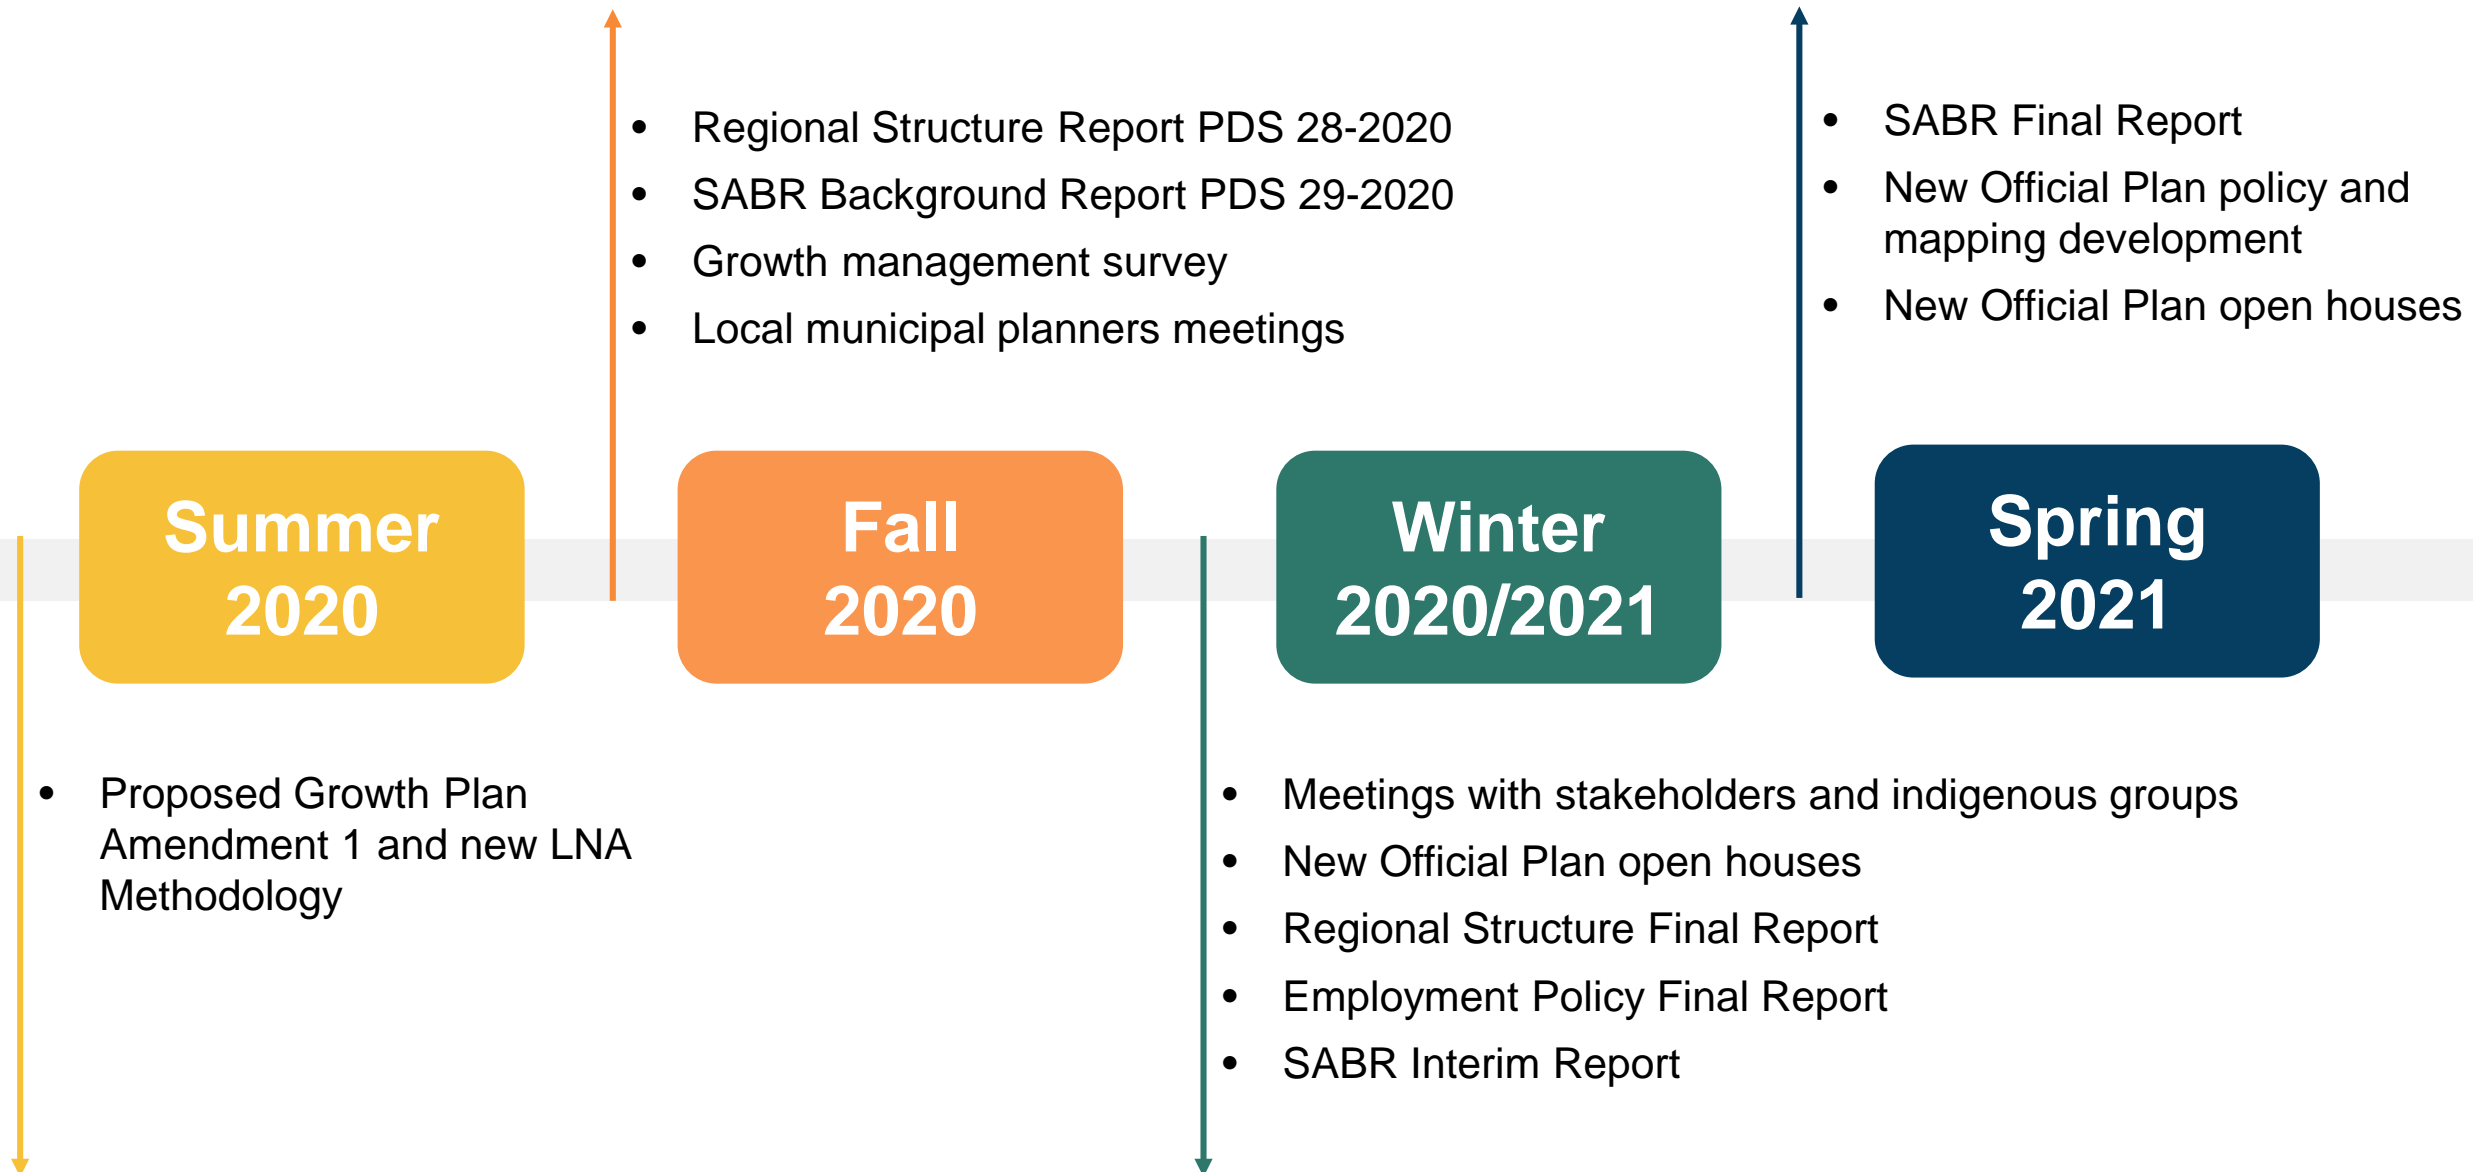 • Regional Structure Report PDS 28-2020
• SABR Background Report PDS 29-2020
• Growth management survey
• Local municipal planners meetings
• SABR Final Report
• New Official Plan policy and
mapping development
• New Official Plan open houses
Summer
2020
Fall
2020
Winter
2020/2021
Spring
2021
• Proposed Growth Plan
Amendment 1 and new LNA
Methodology
• Meetings with stakeholders and indigenous groups
• New Official Plan open houses
• Regional Structure Final Report
• Employment Policy Final Report
• SABR Interim Report